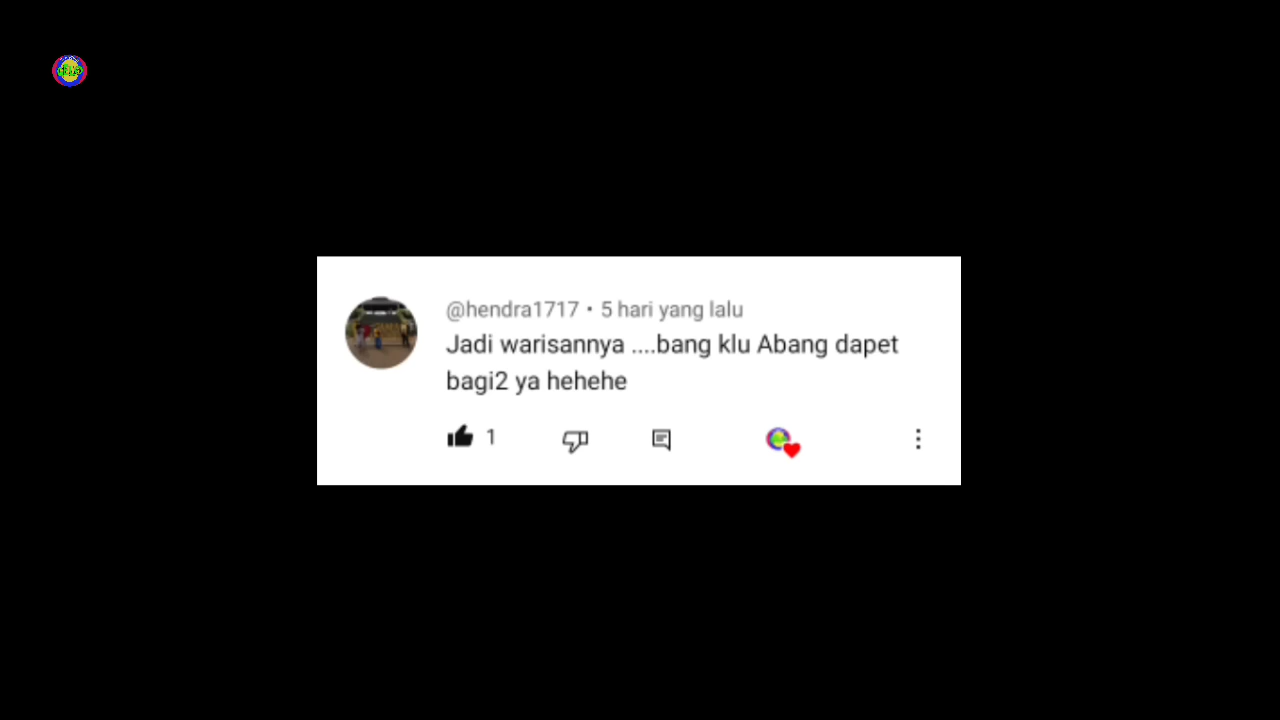 @hendra1717 • 5 hari yang lalu
Jadi warisannya ....bang klu Abang dapet
bagi2 ya hehehe
1